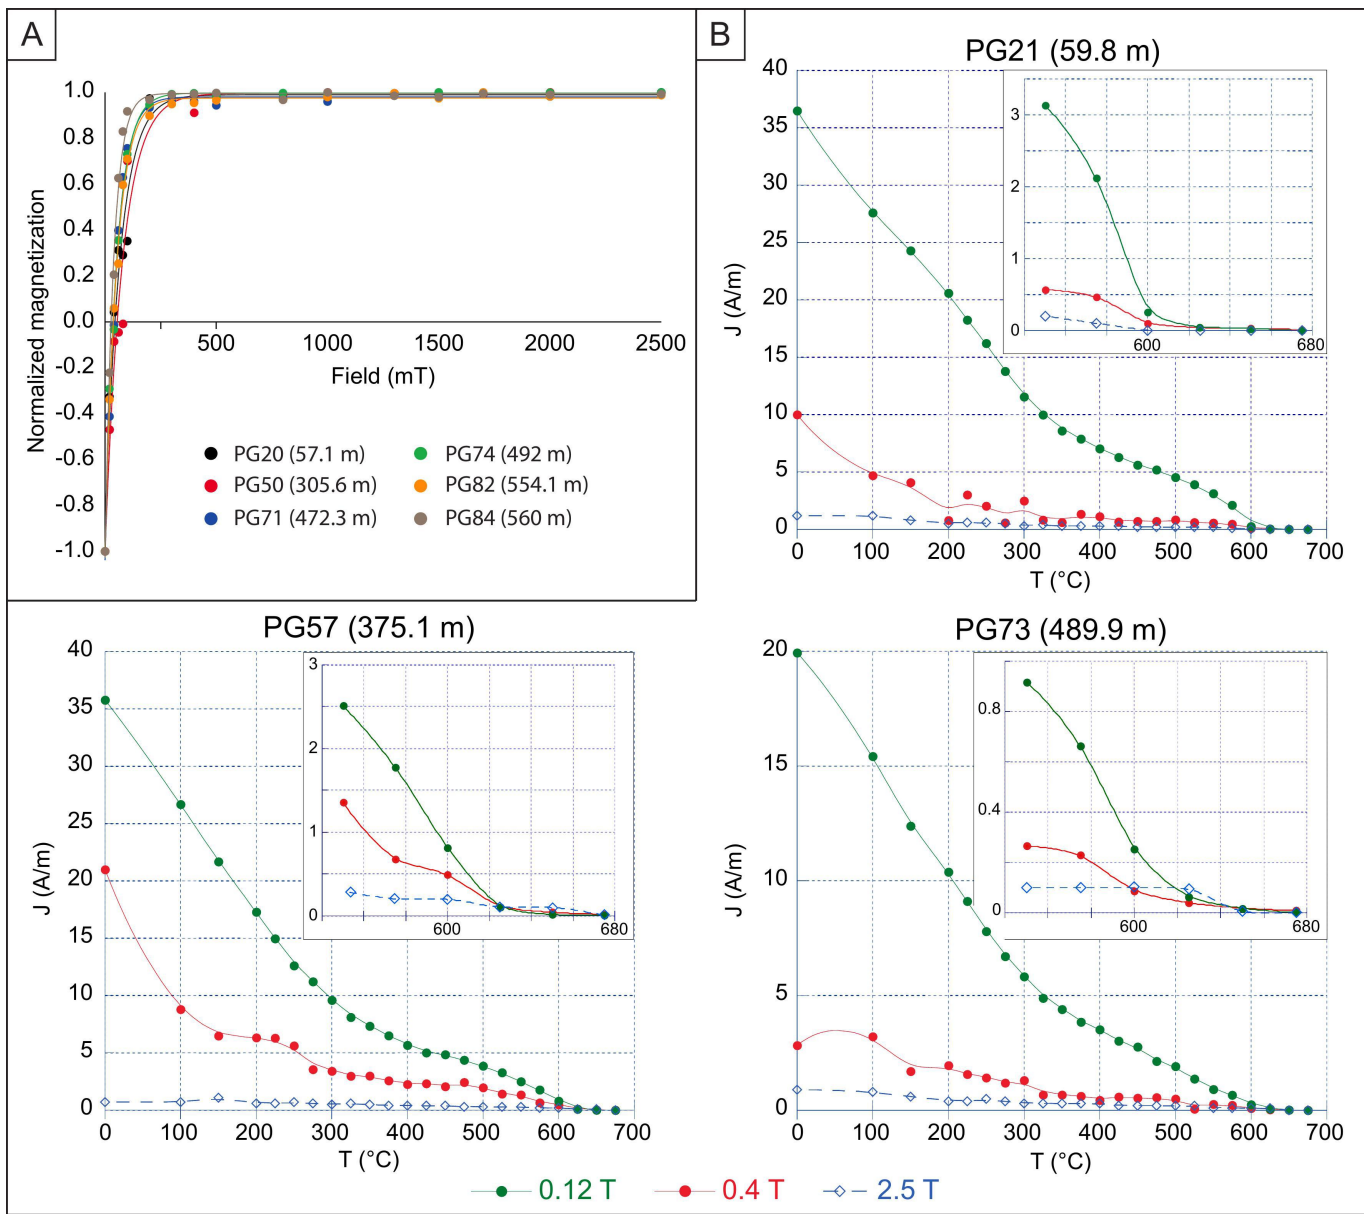 A
1.0
0.8
0.6
0.4
0.2
0.0
-0.2
-0.4
-0.6
-0.8
-1.0
Normalized magnetization
500 1000 1500 2000 2500
Field (mT)
PG20 (57.1 m) PG74 (492 m)
PG50 (305.6 m) PG82 (554.1 m)
PG71 (472.3 m) PG84 (560 m)
B
PG21 (59.8 m)
40
35
30
25
20
15
10
5
0
J (A/m)
3
2
1
0
600 680
0 100 200 300 400 500 600 700
T (°C)
PG57 (375.1 m)
40
35
30
25
20
15
10
5
0
J (A/m)
3
2
1
0
600 680
0 100 200 300 400 500 600 700
T (°C)
PG73 (489.9 m)
20
15
10
5
0
J (A/m)
0.8
0.4
0
600 680
0 100 200 300 400 500 600 700
T (°C)
0.12 T 0.4 T 2.5 T